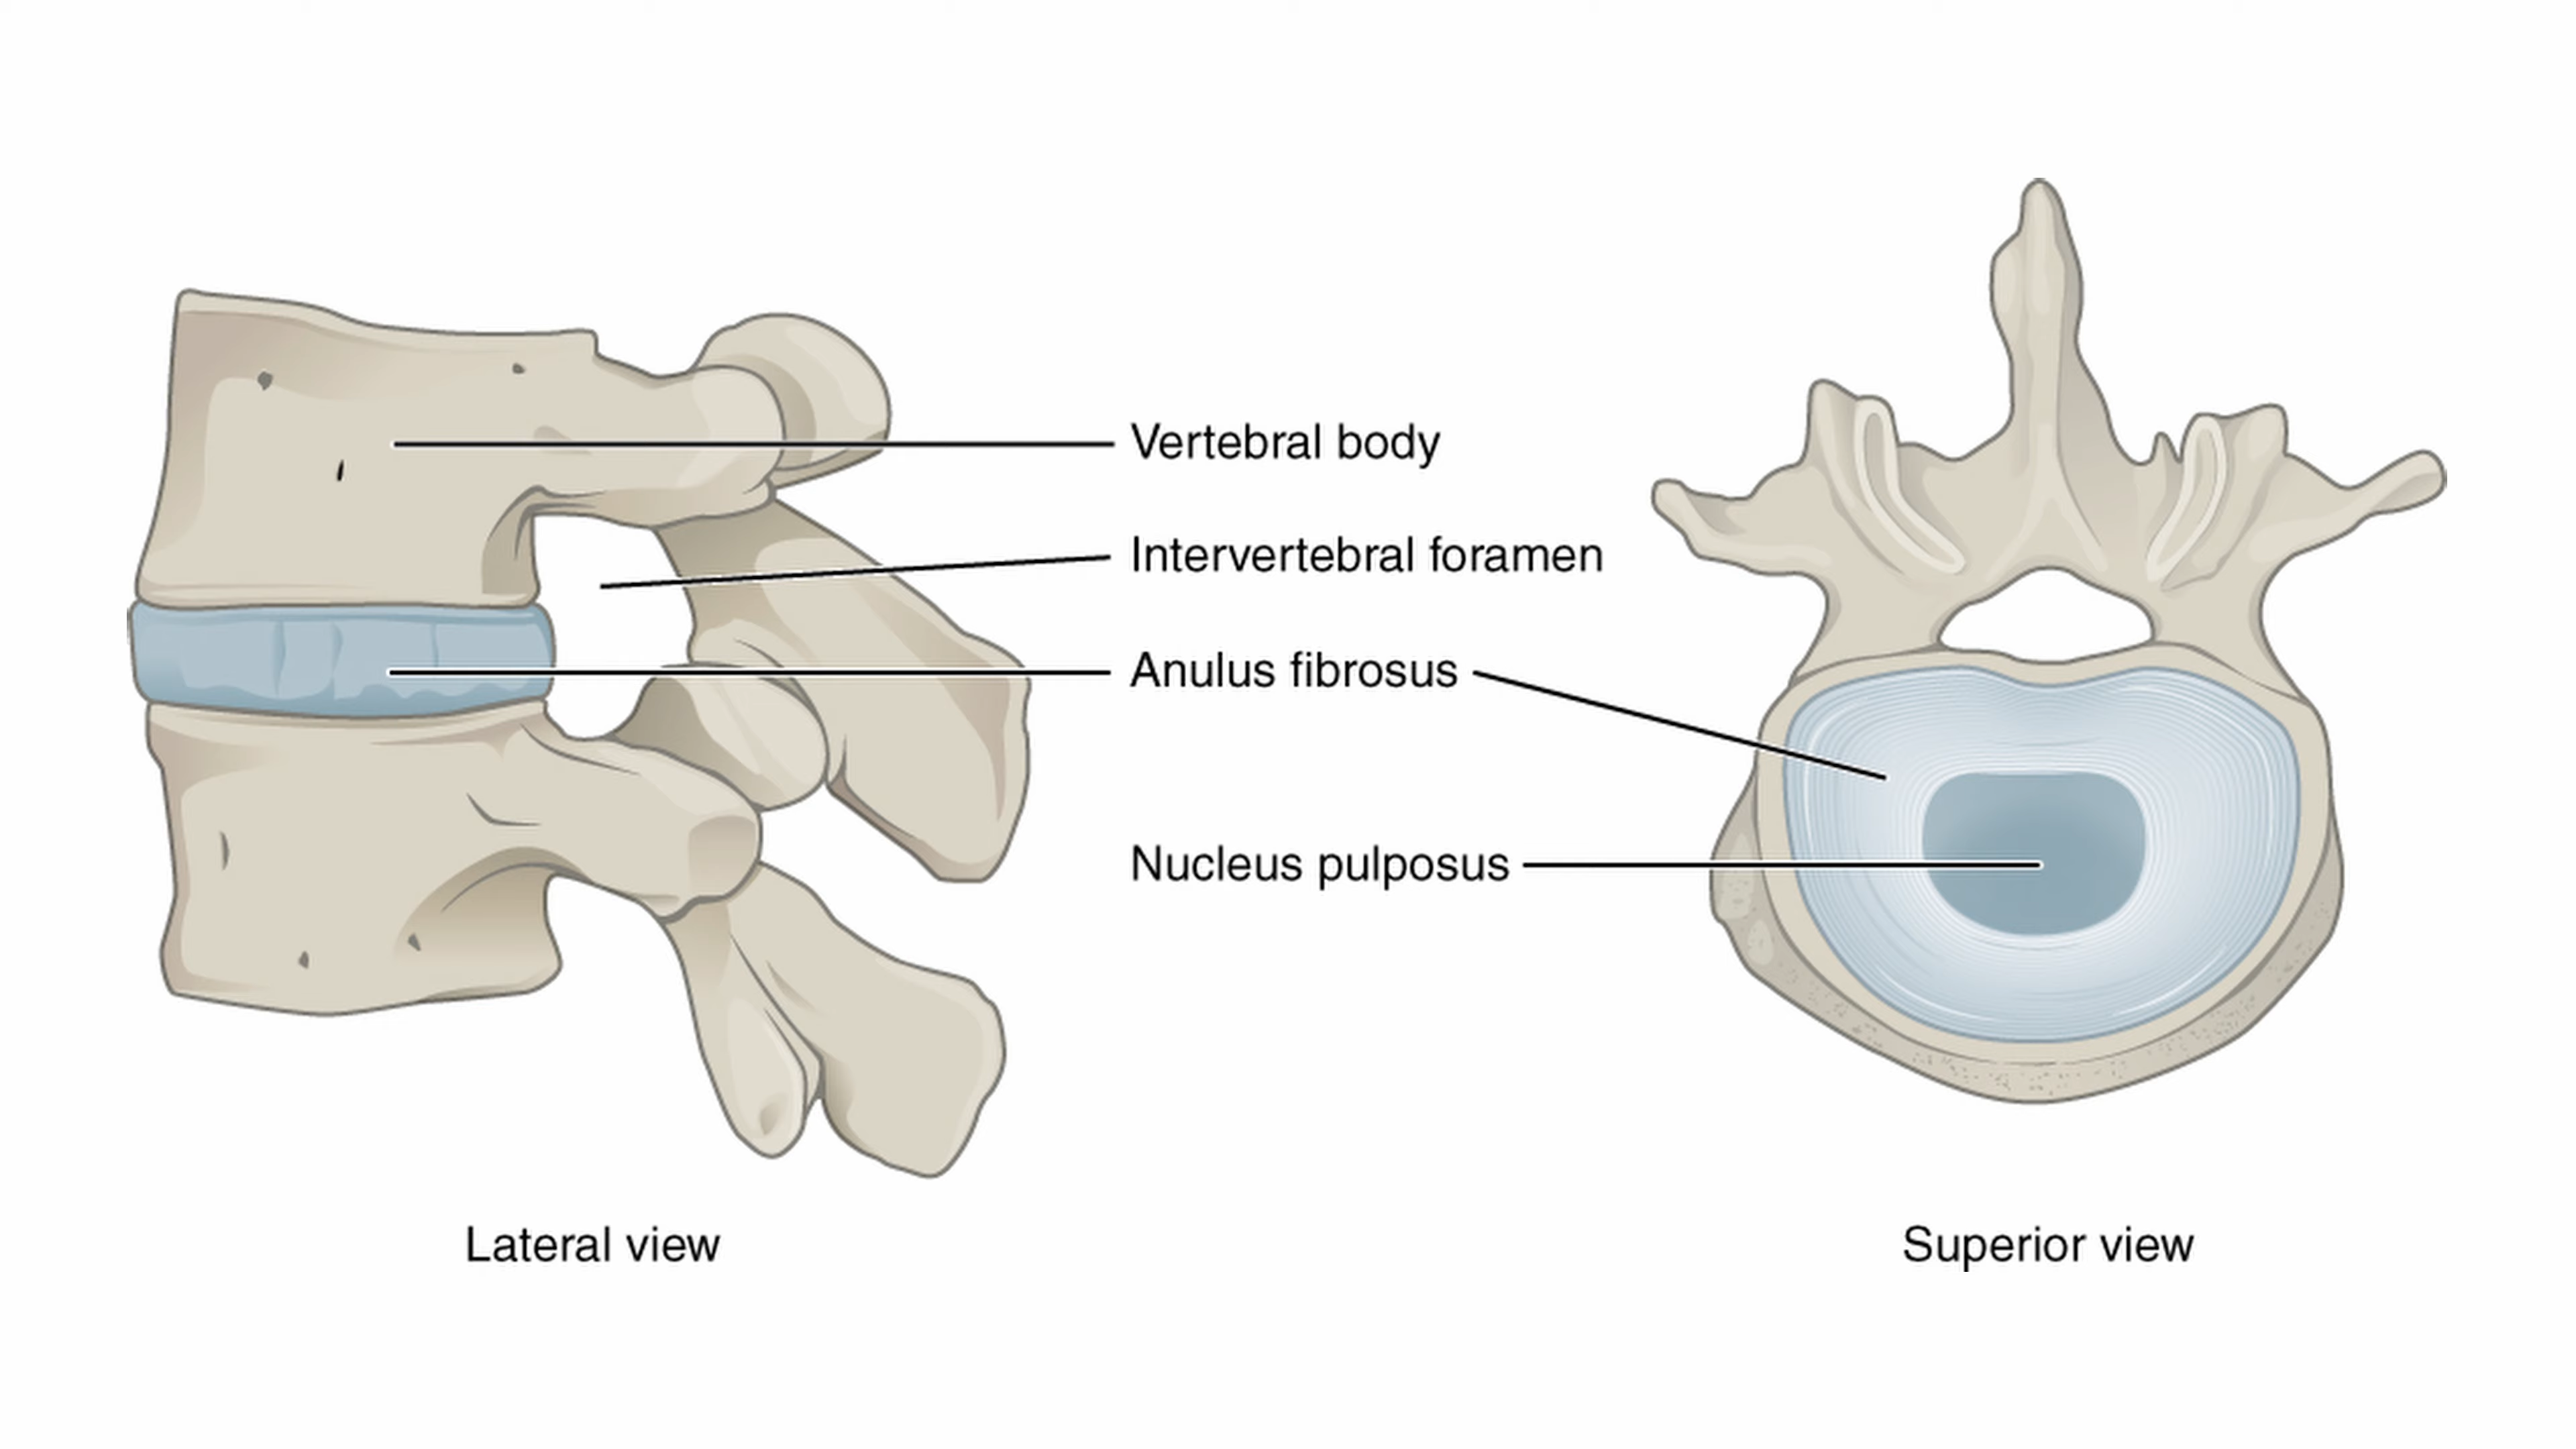 Vertebral body
Intervertebral foramen
Anulus fibrosus
Nucleus pulposus
Lateral view
Superior view